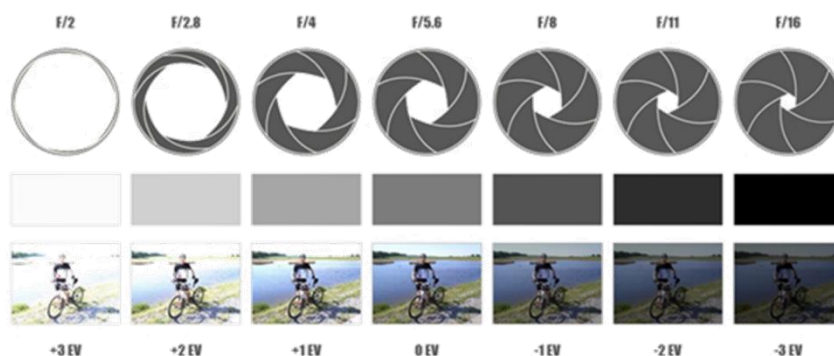 F/2 F/2.8 F/4 F/5.6 F/8 F/11 F/16
+3 EV +2 EV +1 EV 0 EV -1 EV -2 EV -3 EV